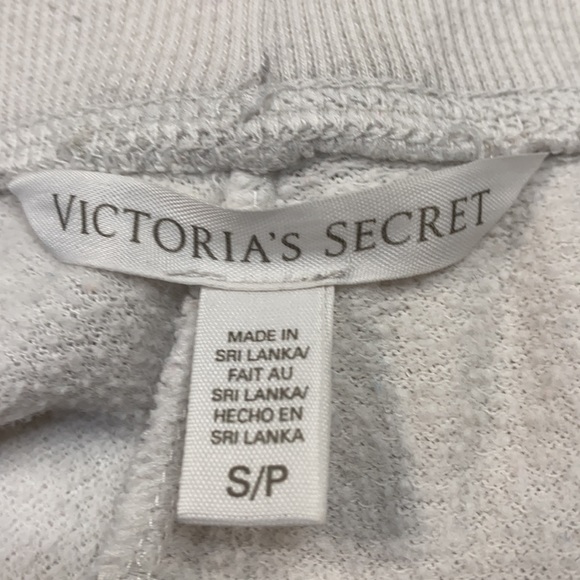 VICTORIA'S SECRET
MADE IN
SRI LANKA/
FAIT AU
SRI LANKA/
HECHO EN
SRI LANKA
S/P